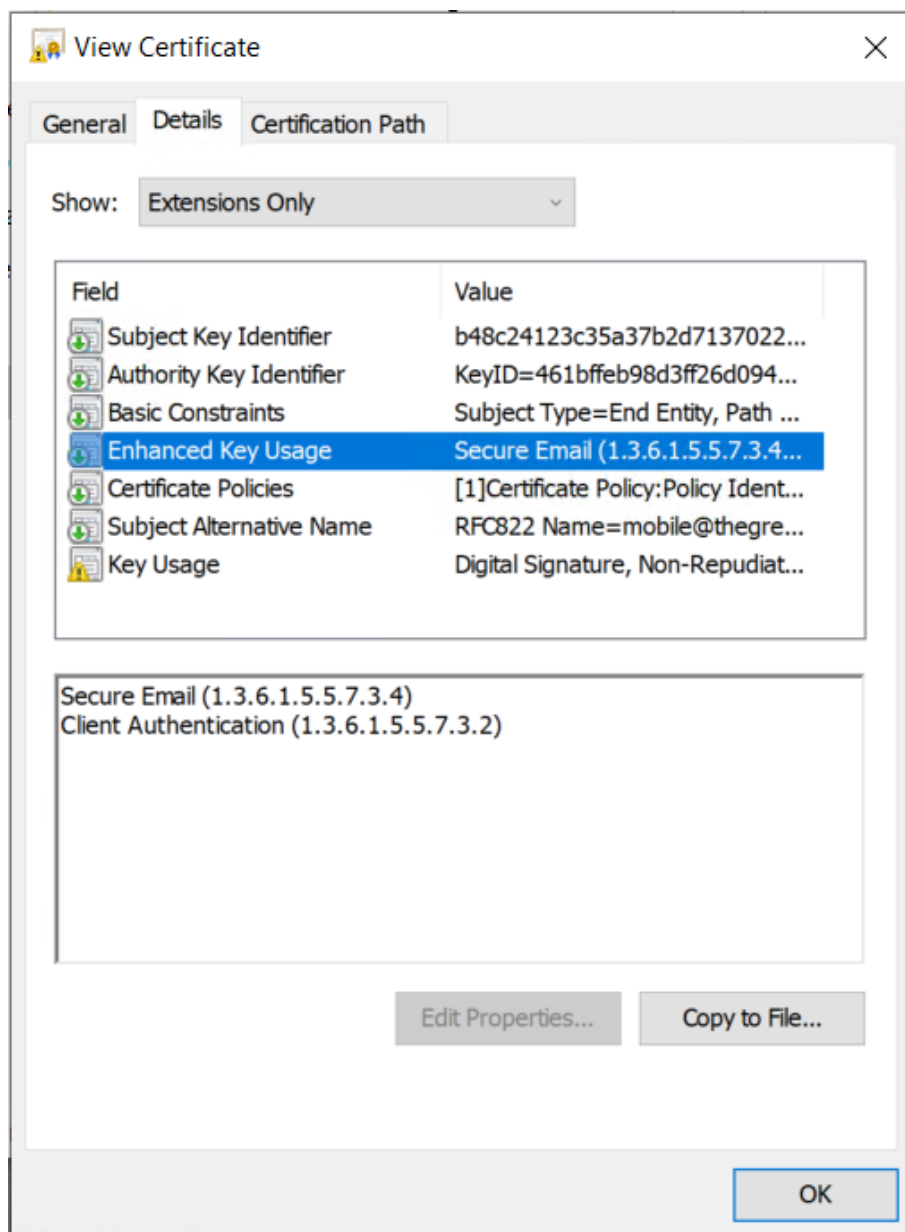 View Certificate
General Details Certification Path
Show: Extensions Only
Field Value
Subject Key Identifier b48c24123c35a37b2d7137022...
Authority Key Identifier KeyID=461bffeb98d3ff26d094...
Basic Constraints Subject Type=End Entity, Path ...
Enhanced Key Usage Secure Email (1.3.6.1.5.5.7.3.4...
Certificate Policies [1]Certificate Policy:Policy Ident...
Subject Alternative Name RFC822 Name=mobile@thegre...
Key Usage Digital Signature, Non-Repudiat...
Secure Email (1.3.6.1.5.5.7.3.4)
Client Authentication (1.3.6.1.5.5.7.3.2)
Edit Properties... Copy to File...
OK